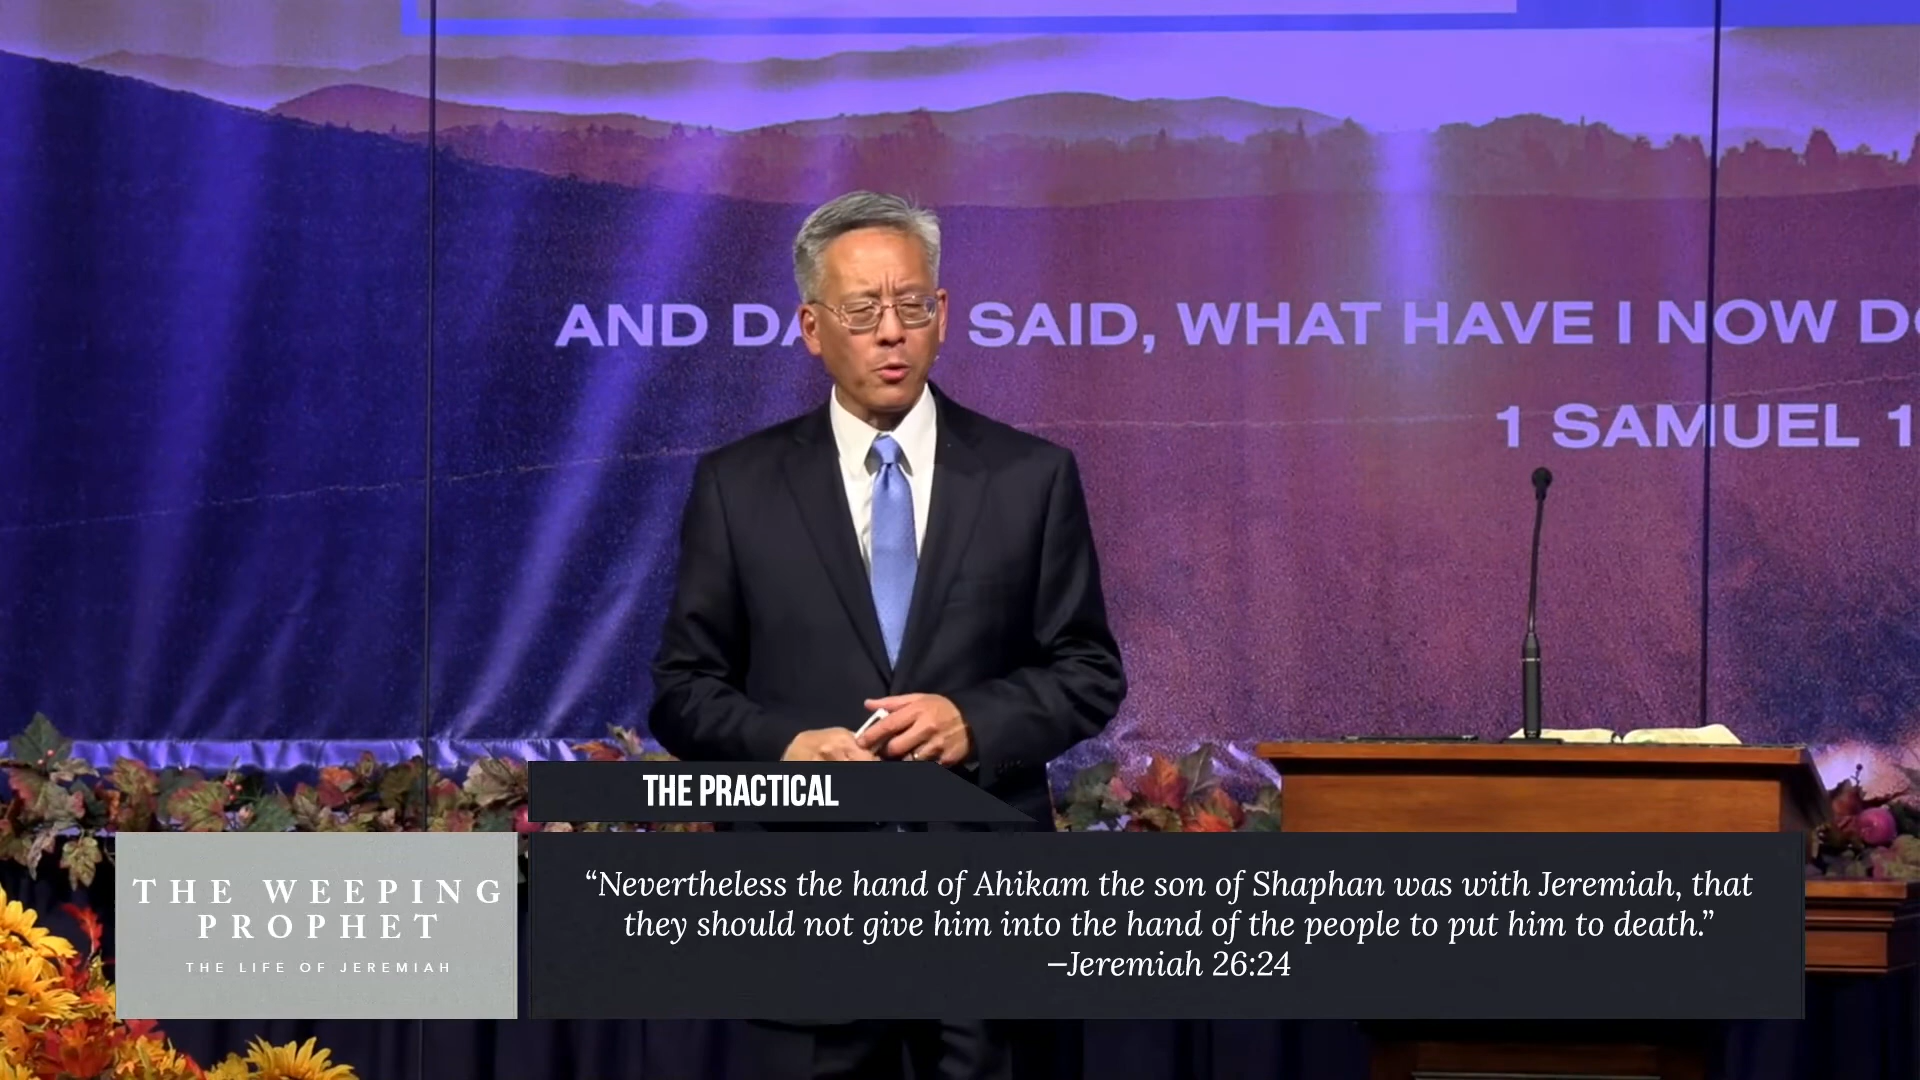 AND DA SAID, WHAT HAVE I NOW D
1 SAMUEL 1
THE PRACTICAL
THE WEEPING
PROPHET
THE LIFE OF JEREMIAH
“Nevertheless the hand of Ahikam the son of Shaphan was with Jeremiah, that
they should not give him into the hand of the people to put him to death.”
—Jeremiah 26:24